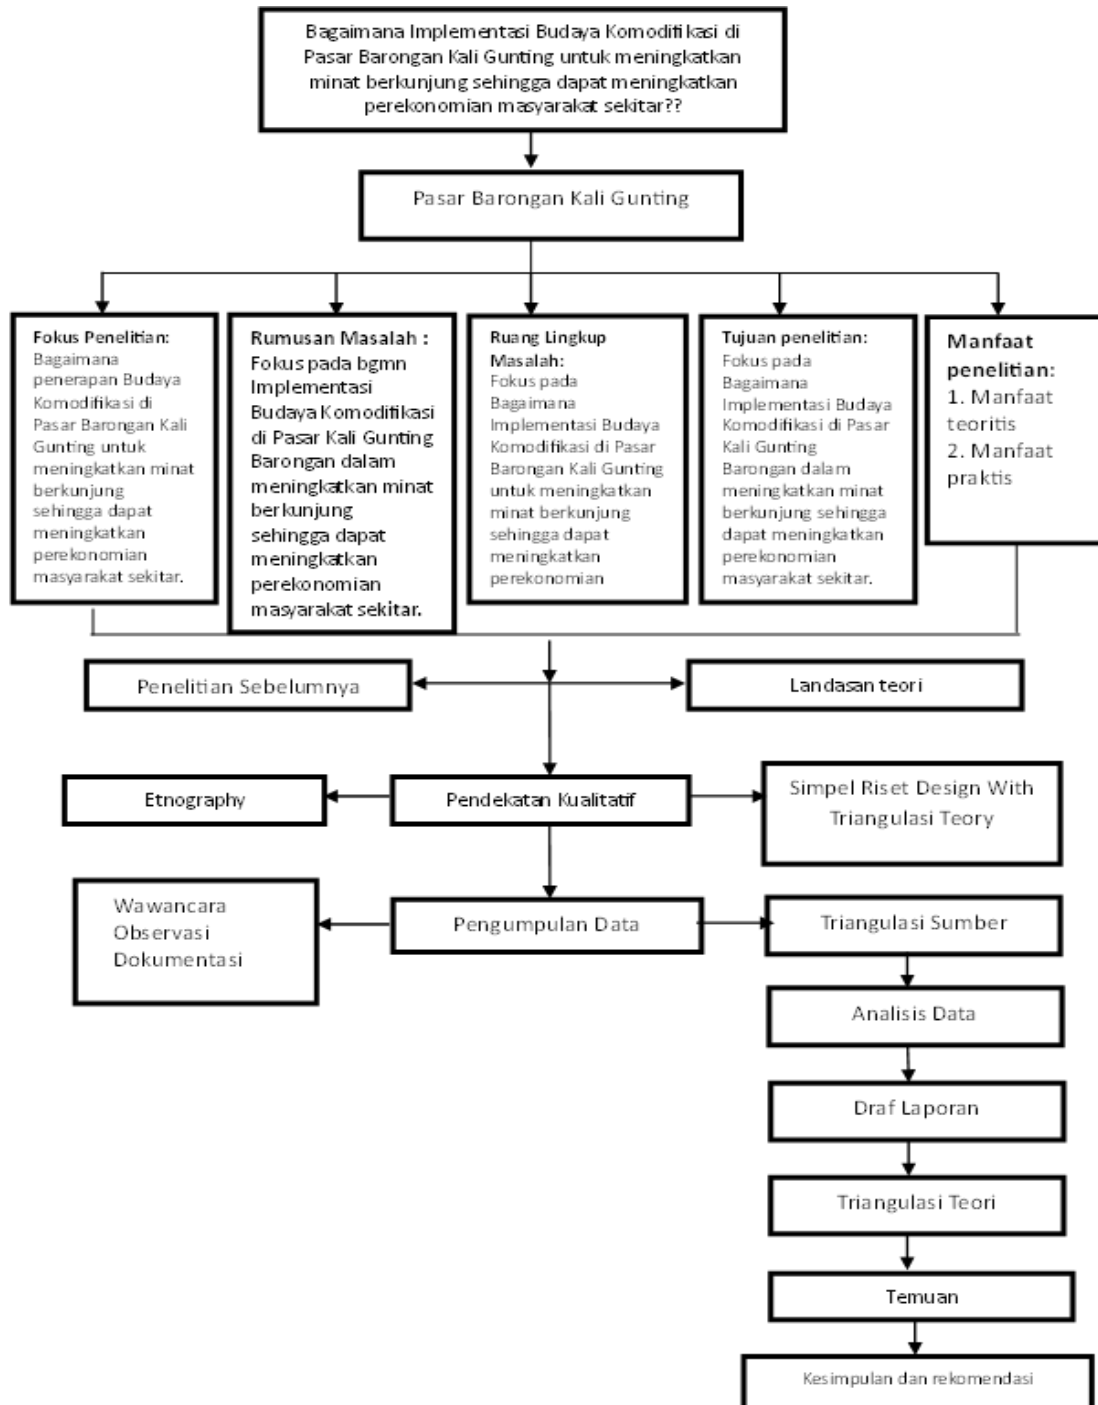 Bagaimana Implementasi Budaya Komodifikasi di
Pasar Barongan Kali Gunting untuk meningkatkan
minat berkunjung sehingga dapat meningkatkan
perekonomian masyarakat sekitar??
Pasar Barongan Kali Gunting
Fokus Penelitian:
Bagaimana
penerapan Budaya
Komodifikasi di
Pasar Barongan Kali
Gunting untuk
meningkatkan minat
berkunjung
sehingga dapat
meningkatkan
perekonomian
masyarakat sekitar.
Rumusan Masalah :
Fokus pada bgmn
Implementasi
Budaya Komodifikasi
di Pasar Kali Gunting
Barongan dalam
meningkatkan minat
berkunjung
sehingga dapat
meningkatkan
perekonomian
masyarakat sekitar.
Ruang Lingkup
Masalah:
Fokus pada
Bagaimana
Implementasi Budaya
Komodifikasi di Pasar
Barongan Kali Gunting
untuk meningkatkan
minat berkunjung
sehingga dapat
meningkatkan
perekonomian
Tujuan penelitian:
Fokus pada
Bagaimana
Implementasi Budaya
Komodifikasi di Pasar
Kali Gunting
Barongan dalam
meningkatkan minat
berkunjung sehingga
dapat meningkatkan
perekonomian
masyarakat sekitar.
Manfaat
penelitian:
1. Manfaat
teoritis
2. Manfaat
praktis
Penelitian Sebelumnya
Landasan teori
Etnography
Pendekatan Kualitatif
Simpel Riset Design With
Triangulasi Teory
Wawancara
Observasi
Dokumentasi
Pengumpulan Data
Triangulasi Sumber
Analisis Data
Draf Laporan
Triangulasi Teori
Temuan
Kesimpulan dan rekomendasi